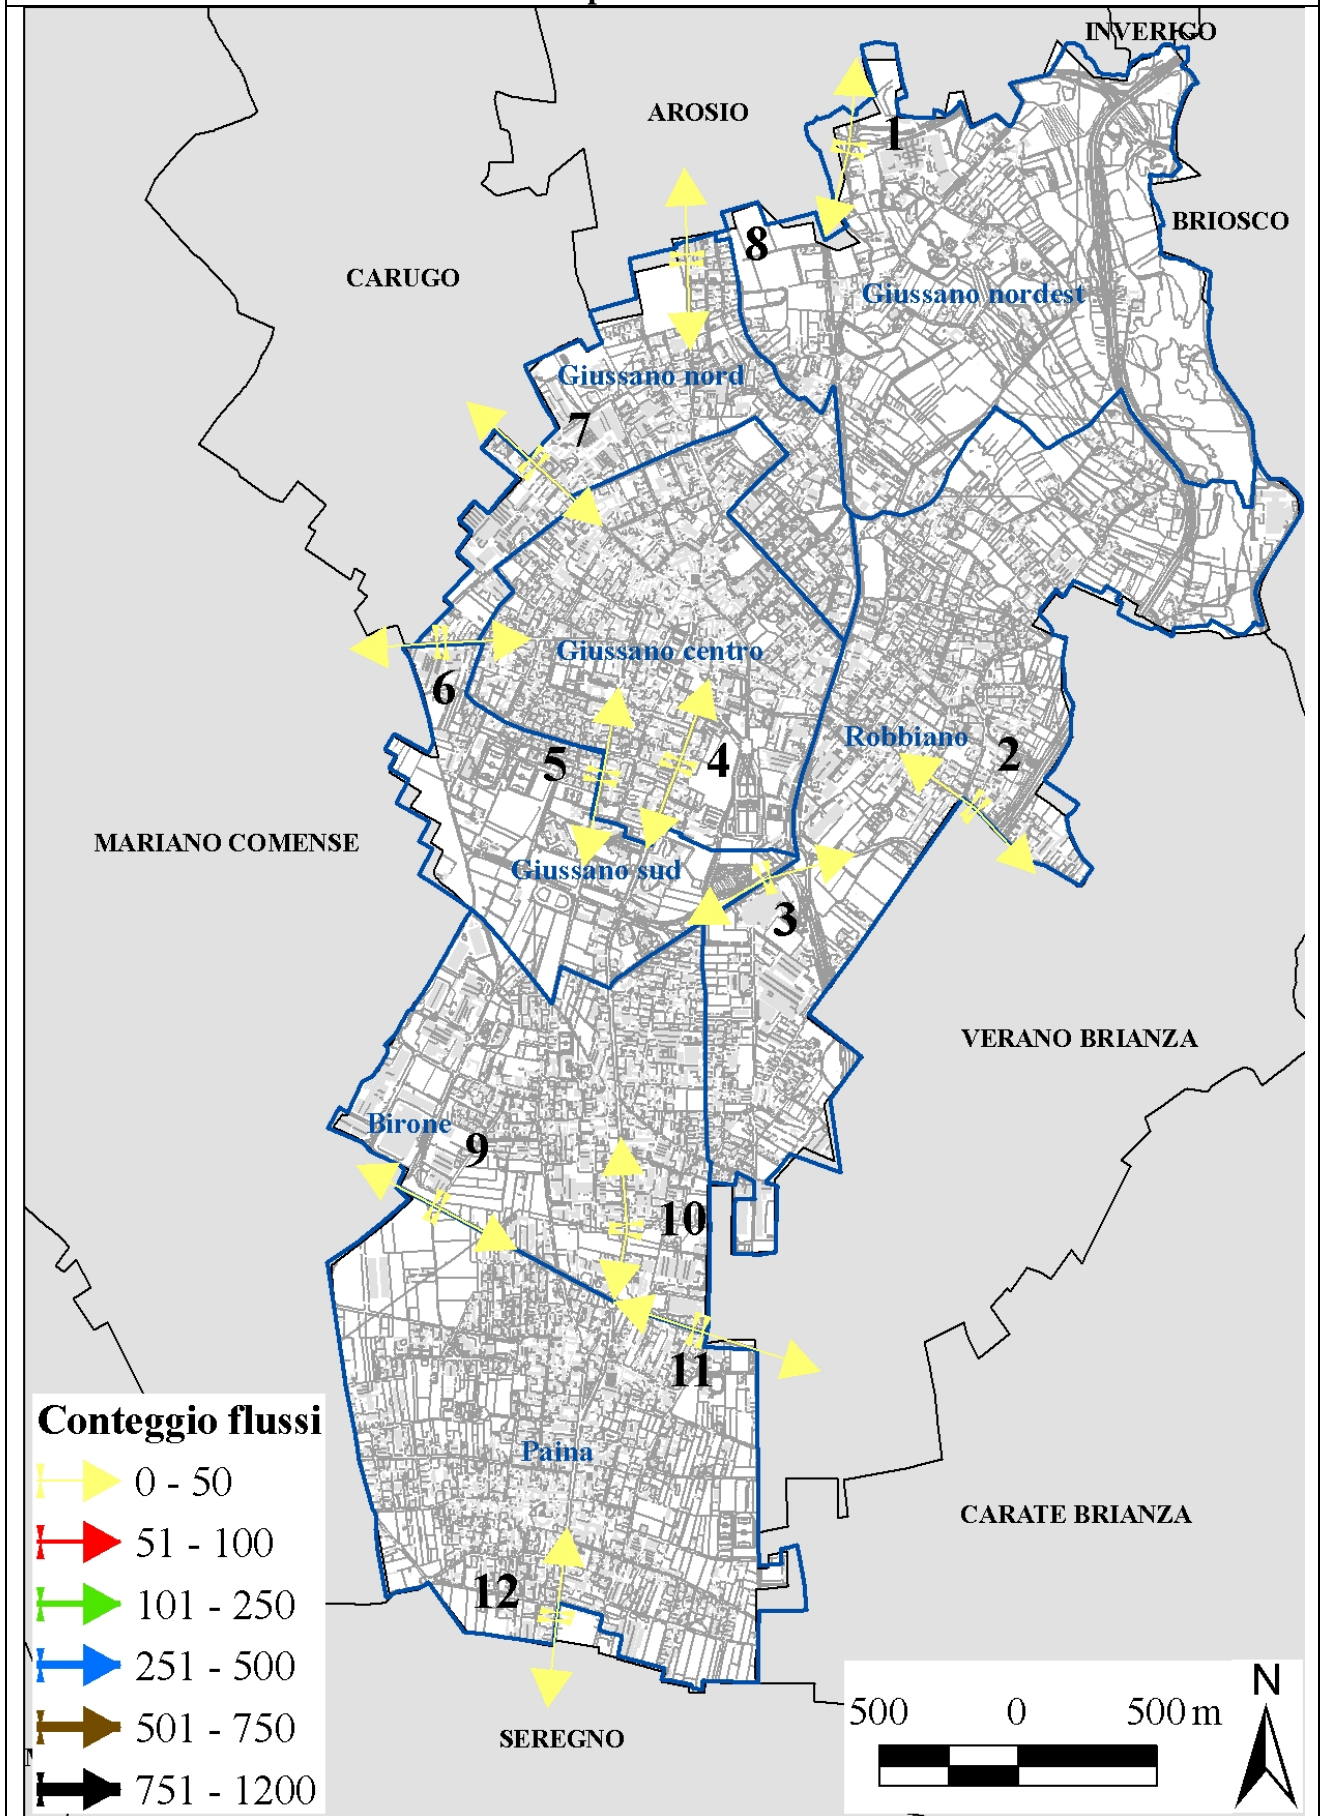 INVERIGO
AROSIO
1
BRIOSCO
8
CARUGO
Giussano nordest
Giussano nord
7
Giussano centro
6
Robbiano
2
5
4
MARIANO COMENSE
Giussano sud
3
VERANO BRIANZA
Birone
9
10
11
Conteggio flussi
Paina
0 - 50
CARATE BRIANZA
51 - 100
12
101 - 250
251 - 500
N
500 0 500 m
501 - 750
SEREGNO
751 - 1200